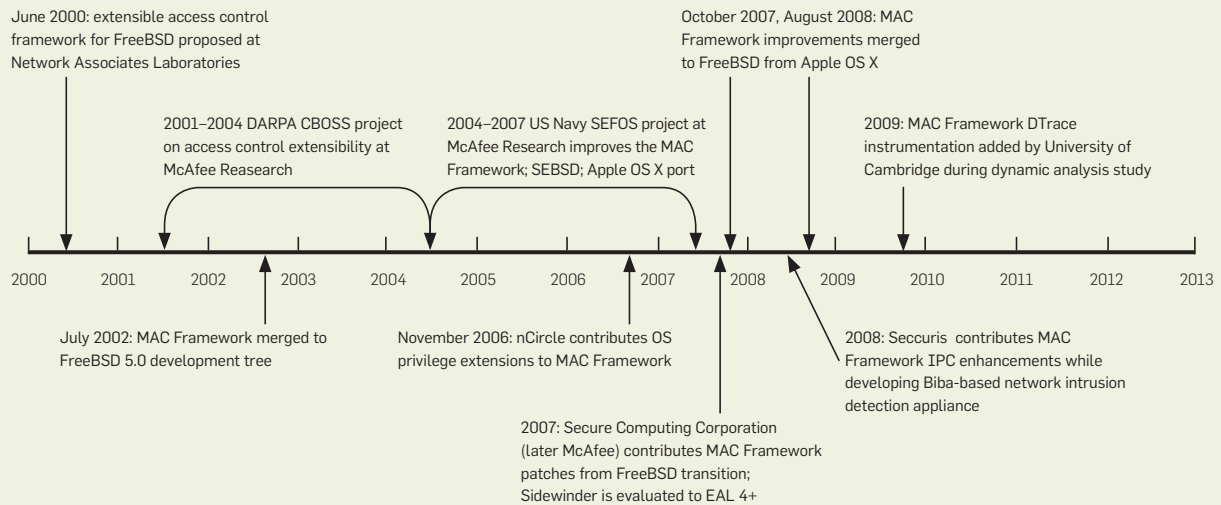 June 2000: extensible access control
framework for FreeBSD proposed at
Network Associates Laboratories
October 2007, August 2008: MAC
Framework improvements merged
to FreeBSD from Apple OS X
2001–2004 DARPA CBOSS project
on access control extensibility at
McAfee Reasearch
2004–2007 US Navy SEFOS project at
McAfee Research improves the MAC
Framework; SEBSD; Apple OS X port
2009: MAC Framework DTrace
instrumentation added by University of
Cambridge during dynamic analysis study
2000 2001 2002 2003 2004 2005 2006 2007 2008 2009 2010 2011 2012 2013
July 2002: MAC Framework merged to
FreeBSD 5.0 development tree
November 2006: nCircle contributes OS
privilege extensions to MAC Framework
2008: Seccuris contributes MAC
Framework IPC enhancements while
developing Biba-based network intrusion
detection appliance
2007: Secure Computing Corporation
(later McAfee) contributes MAC Framework
patches from FreeBSD transition;
Sidewinder is evaluated to EAL 4+